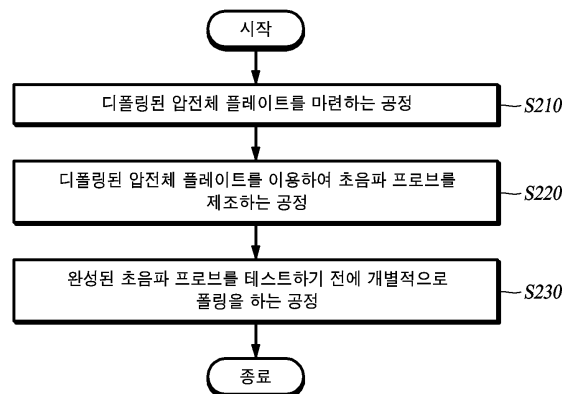 시작
디폴링된 압전체 플레이트를 마련하는 공정
S210
디폴링된 압전체 플레이트를 이용하여 초음파 프로브를
제조하는 공정
S220
완성된 초음파 프로브를 테스트하기 전에 개별적으로
폴링을 하는 공정
S230
종료